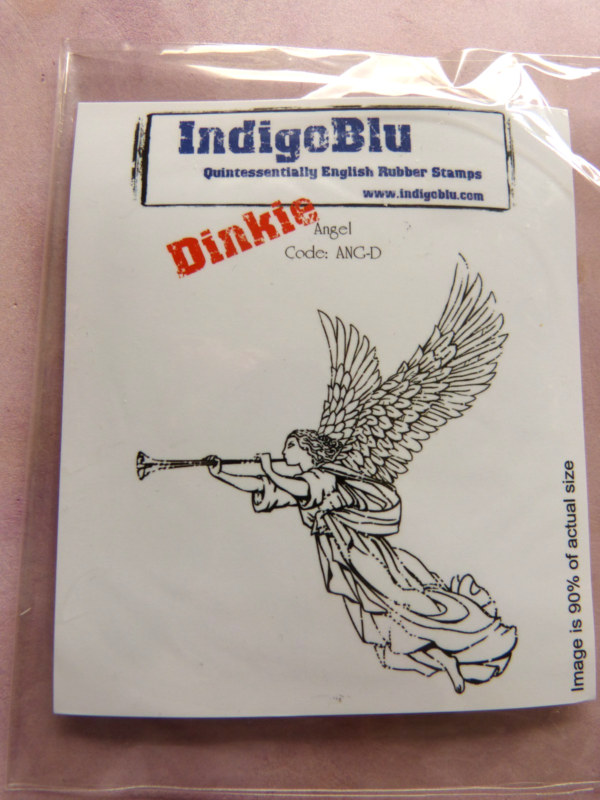 IndigoBlu
Quintessentially English Rubber Stamps
www.indigoblu.com
Dinkie
Angel
Code: ANG-D
Image is 90% of actual size